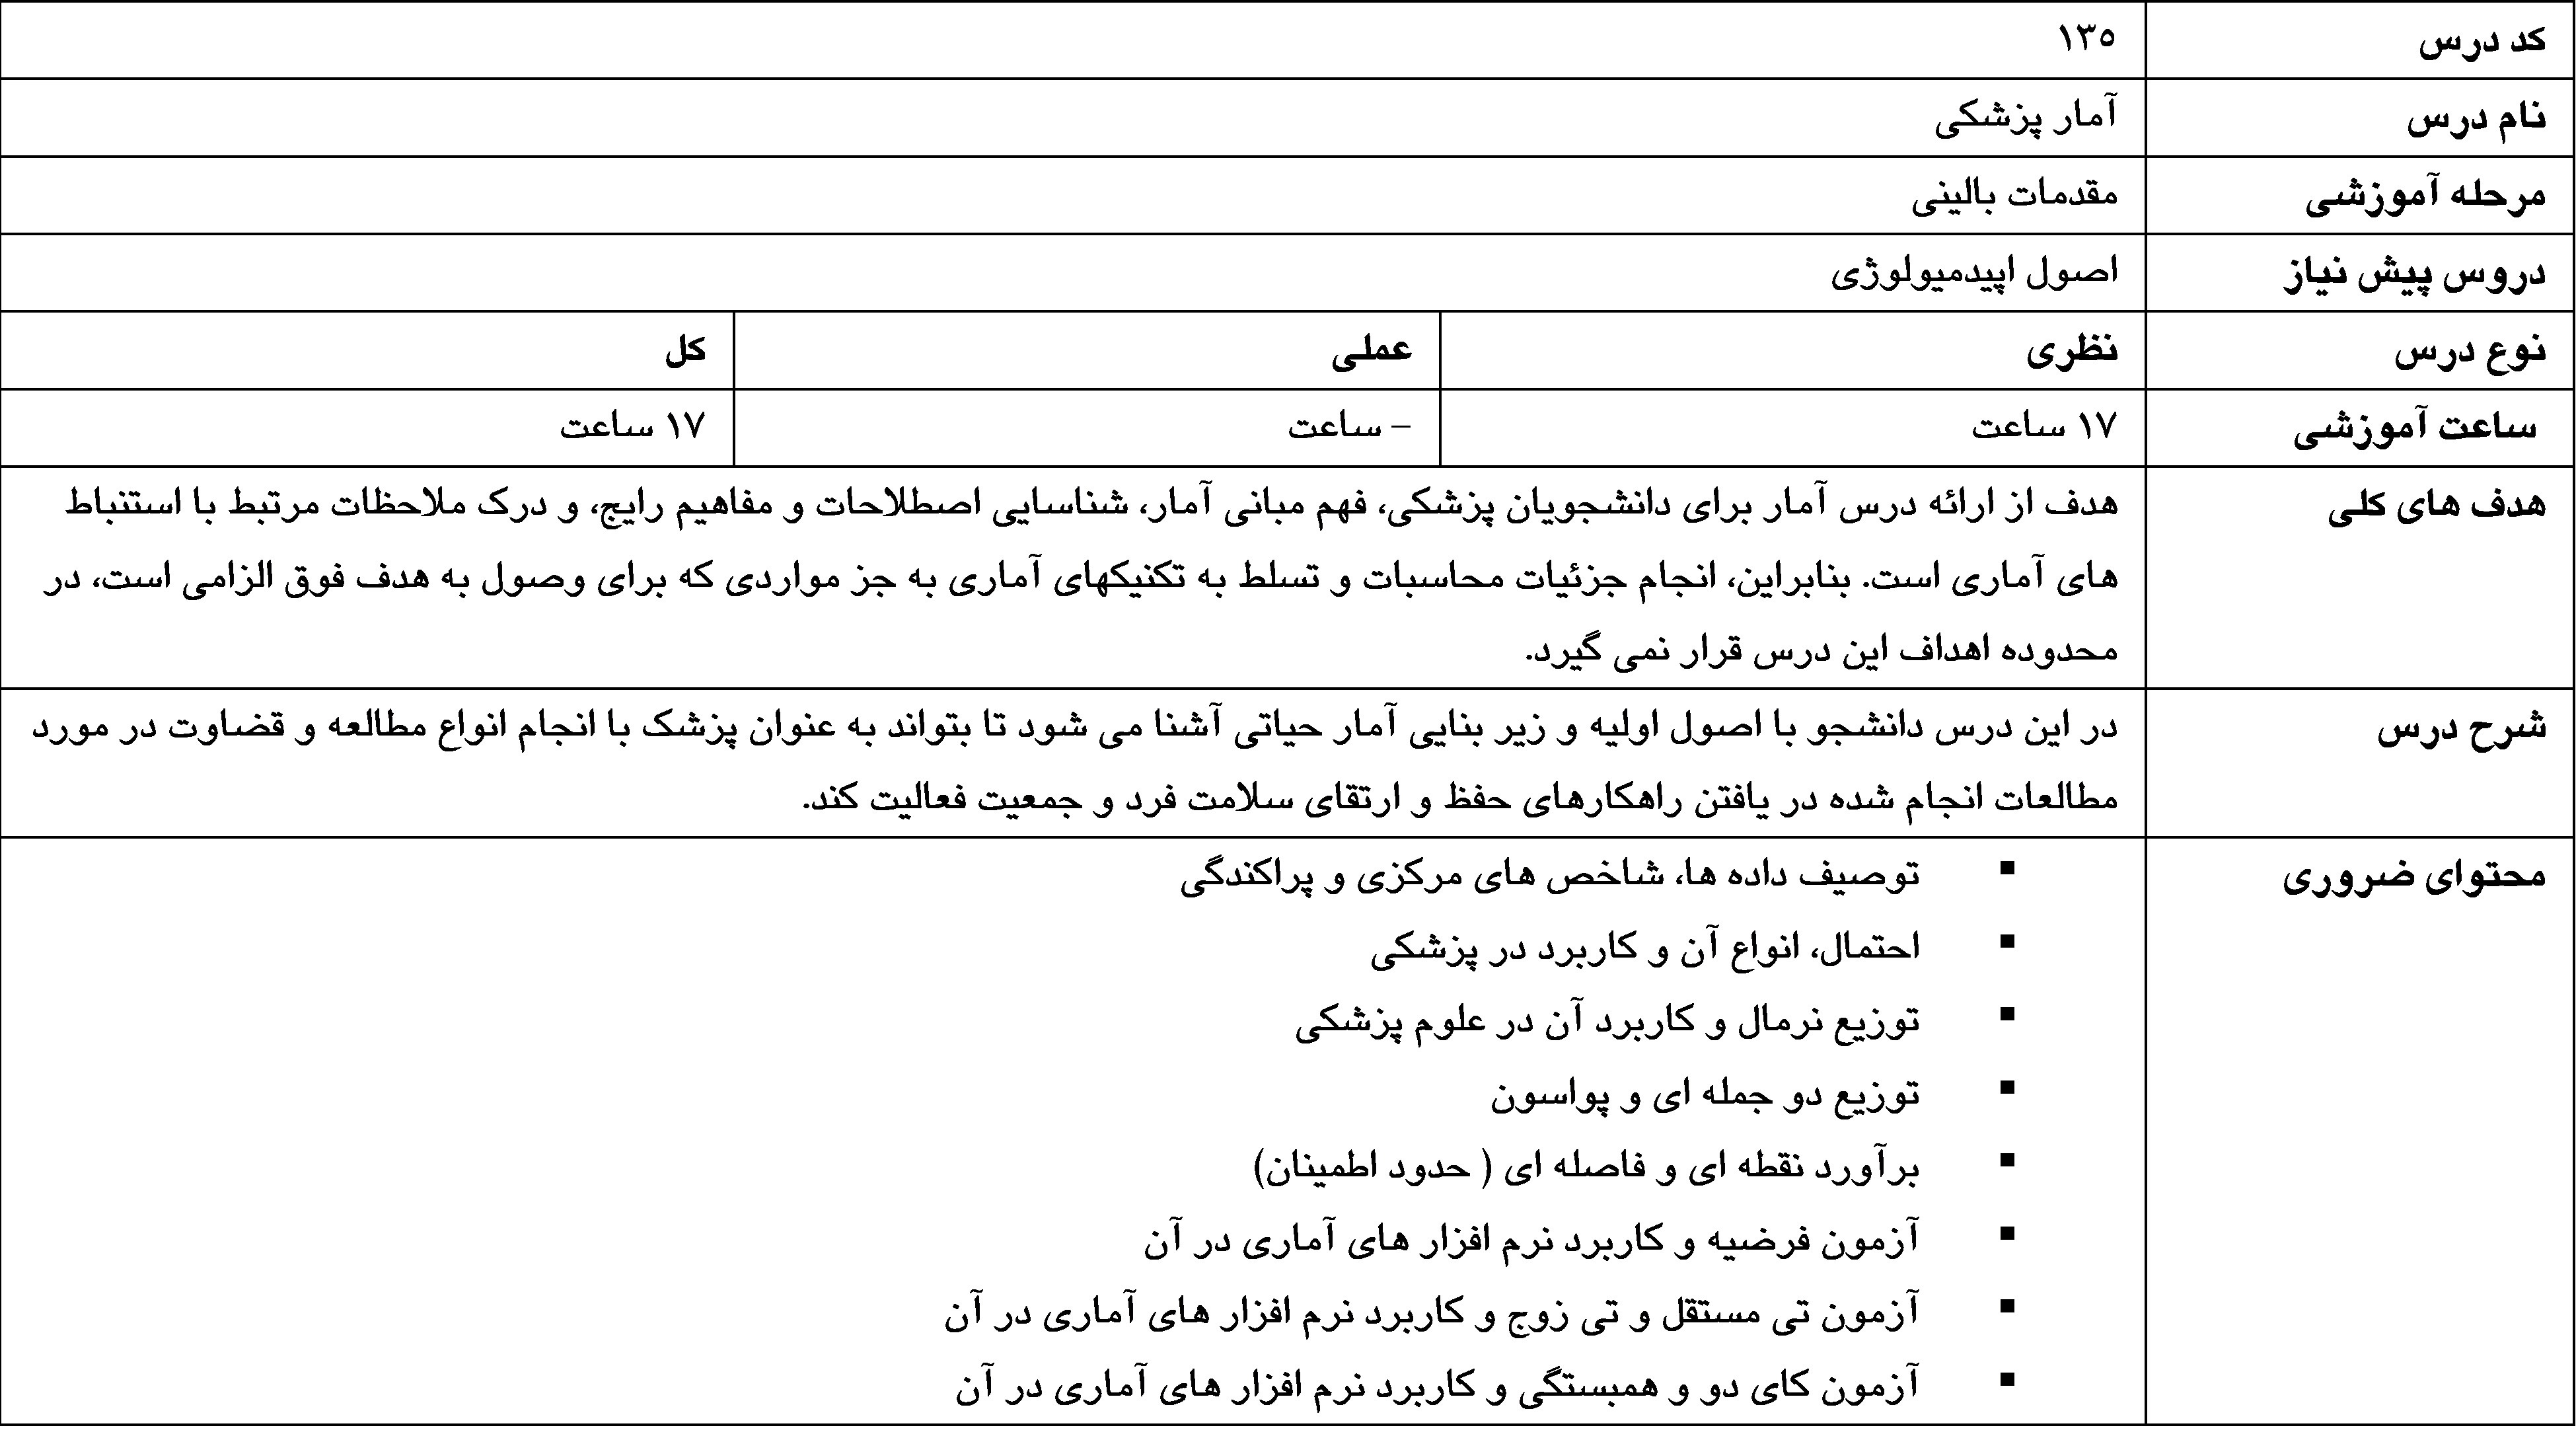 کد درس ۱۳۵
نام درس آمار پزشکی
مرحله آموزشی مقدمات بالینی
دروس پیش نیاز اصول اپیدمیولوژی
نوع درس نظری عملی کل
ساعت آموزشی ۱۷ ساعت – ساعت ۱۷ ساعت
هدف های کلی هدف از ارائه درس آمار برای دانشجویان پزشکی، فهم مبانی آمار، شناسایی اصطلاحات و مفاهیم رایج، و درک ملاحظات مرتبط با استنباط
های آماری است. بنابراین، انجام جزئیات محاسبات و تسلط به تکنیکهای آماری به جز مواردی که برای وصول به هدف فوق الزامی است، در
محدوده اهداف این درس قرار نمی گیرد.
شرح درس در این درس دانشجو با اصول اولیه و زیر بنایی آمار حیاتی آشنا می شود تا بتواند به عنوان پزشک با انجام انواع مطالعه و قضاوت در مورد
مطالعات انجام شده در یافتن راهکارهای حفظ و ارتقای سلامت فرد و جمعیت فعالیت کند.
محتوای ضروری ▪ توصیف داده ها، شاخص های مرکزی و پراکندگی
▪ احتمال، انواع آن و کاربرد در پزشکی
▪ توزیع نرمال و کاربرد آن در علوم پزشکی
▪ توزیع دو جمله ای و پواسون
▪ برآورد نقطه ای و فاصله ای ( حدود اطمینان)
▪ آزمون فرضیه و کاربرد نرم افزار های آماری در آن
▪ آزمون تی مستقل و تی زوج و کاربرد نرم افزار های آماری در آن
▪ آزمون کای دو و همبستگی و کاربرد نرم افزار های آماری در آن